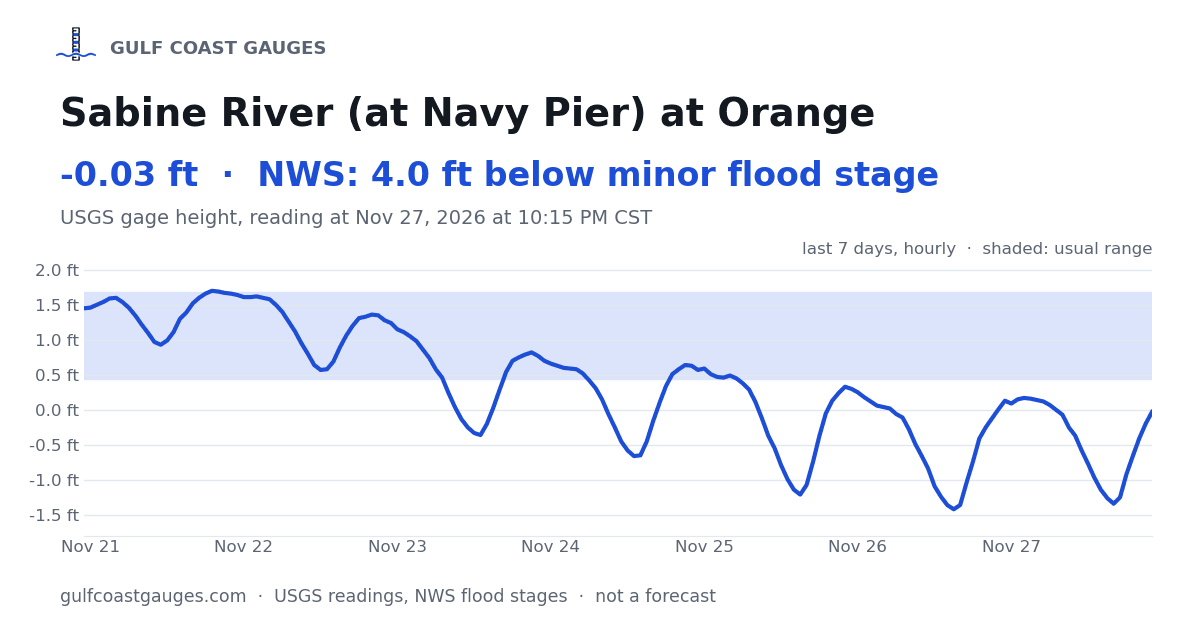 GULF COAST GAUGES
Sabine River (at Navy Pier) at Orange
-0.03 ft · NWS: 4.0 ft below minor flood stage
USGS gage height, reading at Nov 27, 2026 at 10:15 PM CST
last 7 days, hourly · shaded: usual range
2.0 ft
1.5 ft
1.0 ft
0.5 ft
0.0 ft
-0.5 ft
-1.0 ft
-1.5 ft
Nov 21 Nov 22 Nov 23 Nov 24 Nov 25 Nov 26 Nov 27
gulfcoastgauges.com · USGS readings, NWS flood stages · not a forecast